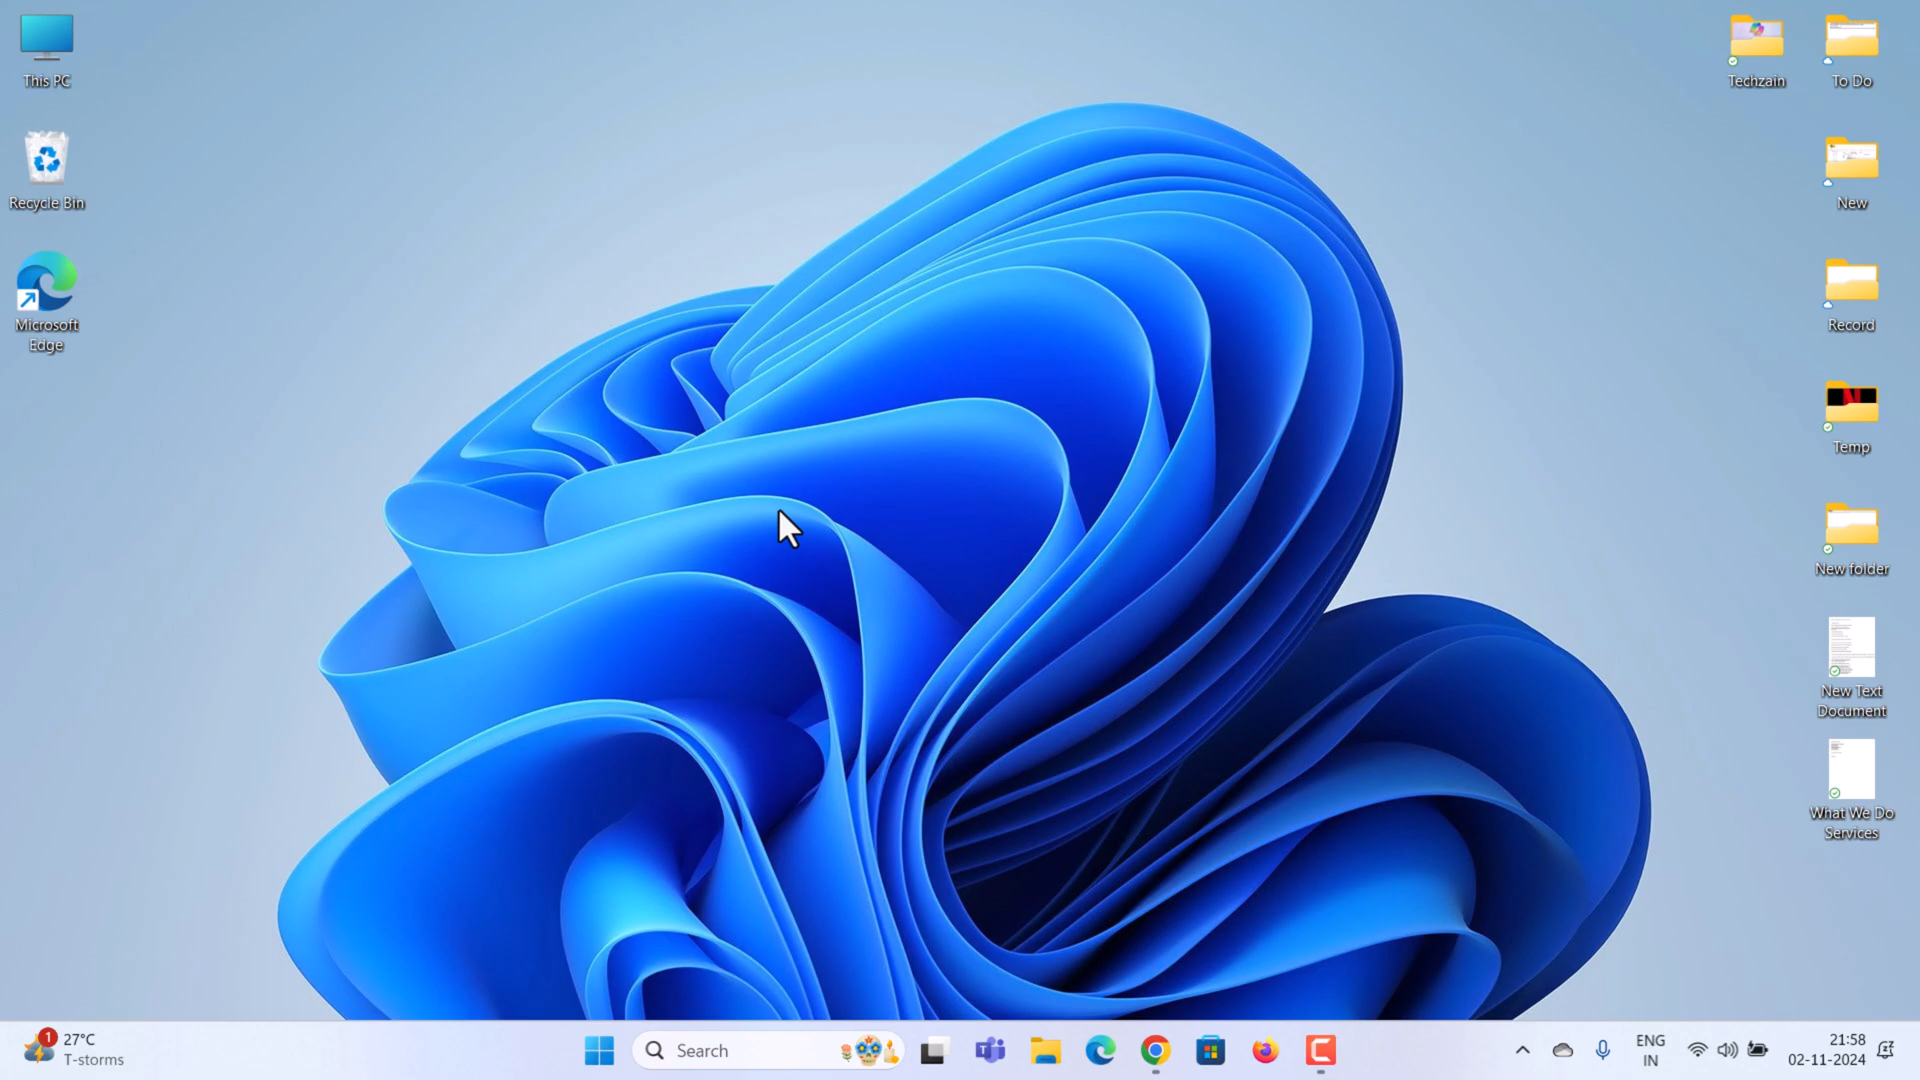 This PC
Recycle Bin
Microsoft
Edge
Techzain
To Do
New
Record
Temp
New folder
New Text
Document
What We Do
Services
1
27°C
T-storms
Search
ENG
IN
21:58
02-11-2024